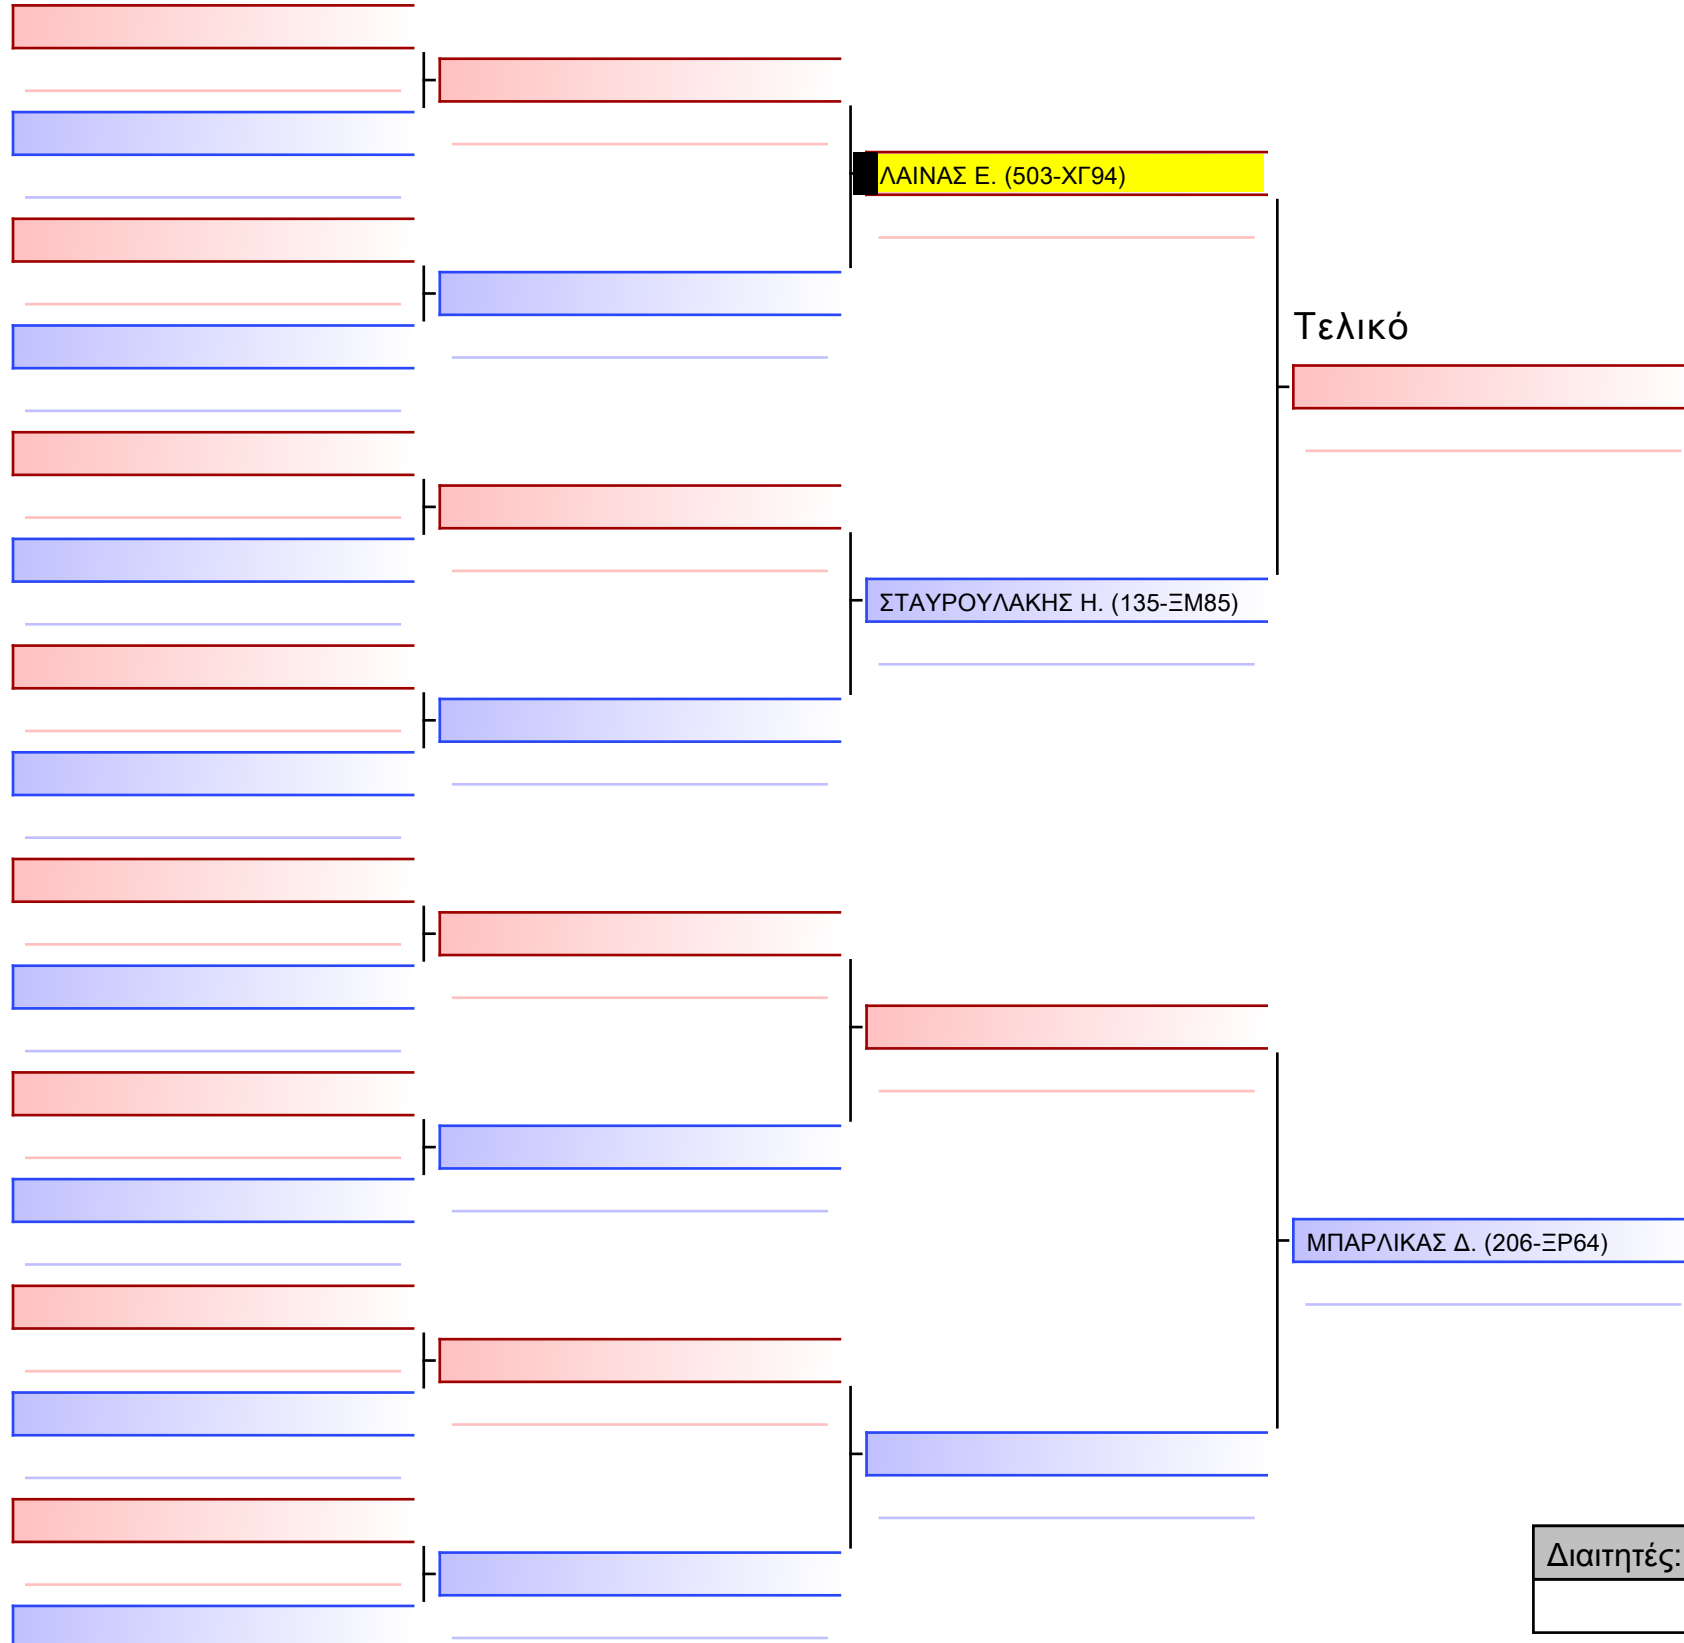 ΛΑΙΝΑΣ Ε. (503-ΧΓ94)
Τελικό
ΣΤΑΥΡΟΥΛΑΚΗΣ Η. (135-ΞΜ85)
ΜΠΑΡΛΙΚΑΣ Δ. (206-ΞΡ64)
Διαιτητές: